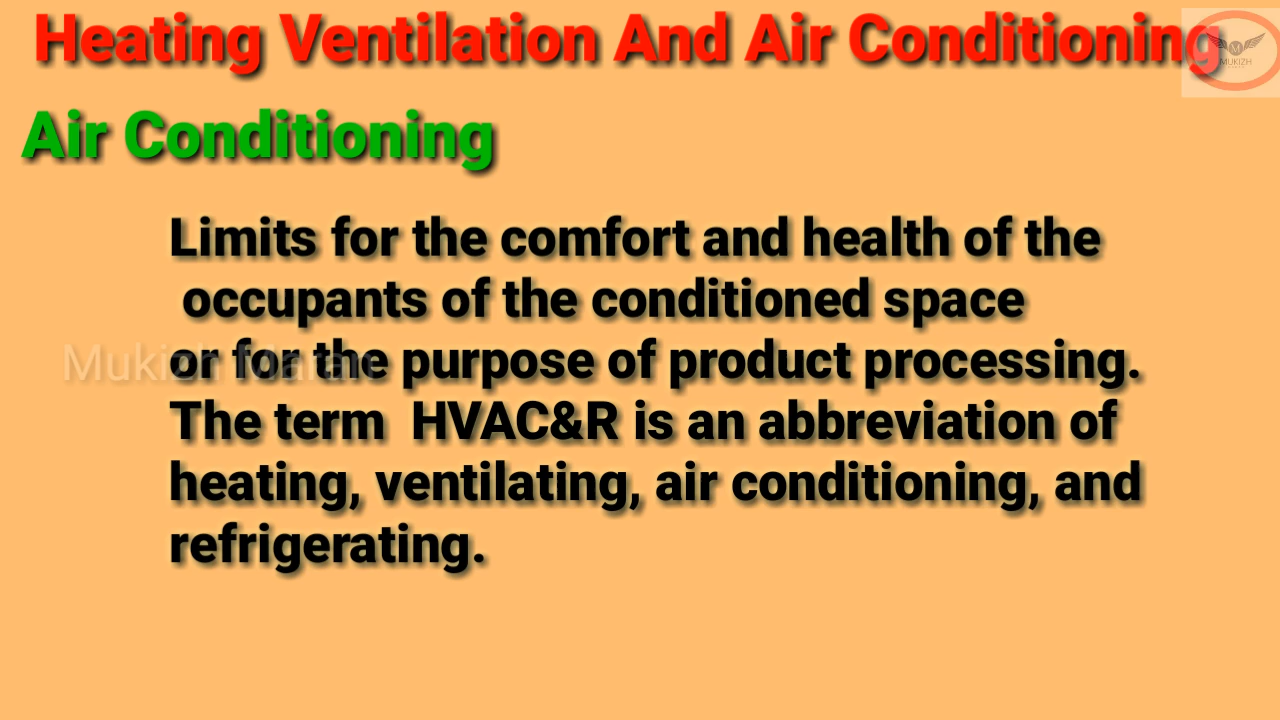 Heating Ventilation And Air Conditioning
MUKIZH
Air Conditioning
Limits for the comfort and health of the
occupants of the conditioned space
or for the purpose of product processing.
Mukizh Maran
The term HVAC&R is an abbreviation of
heating, ventilating, air conditioning, and
refrigerating.